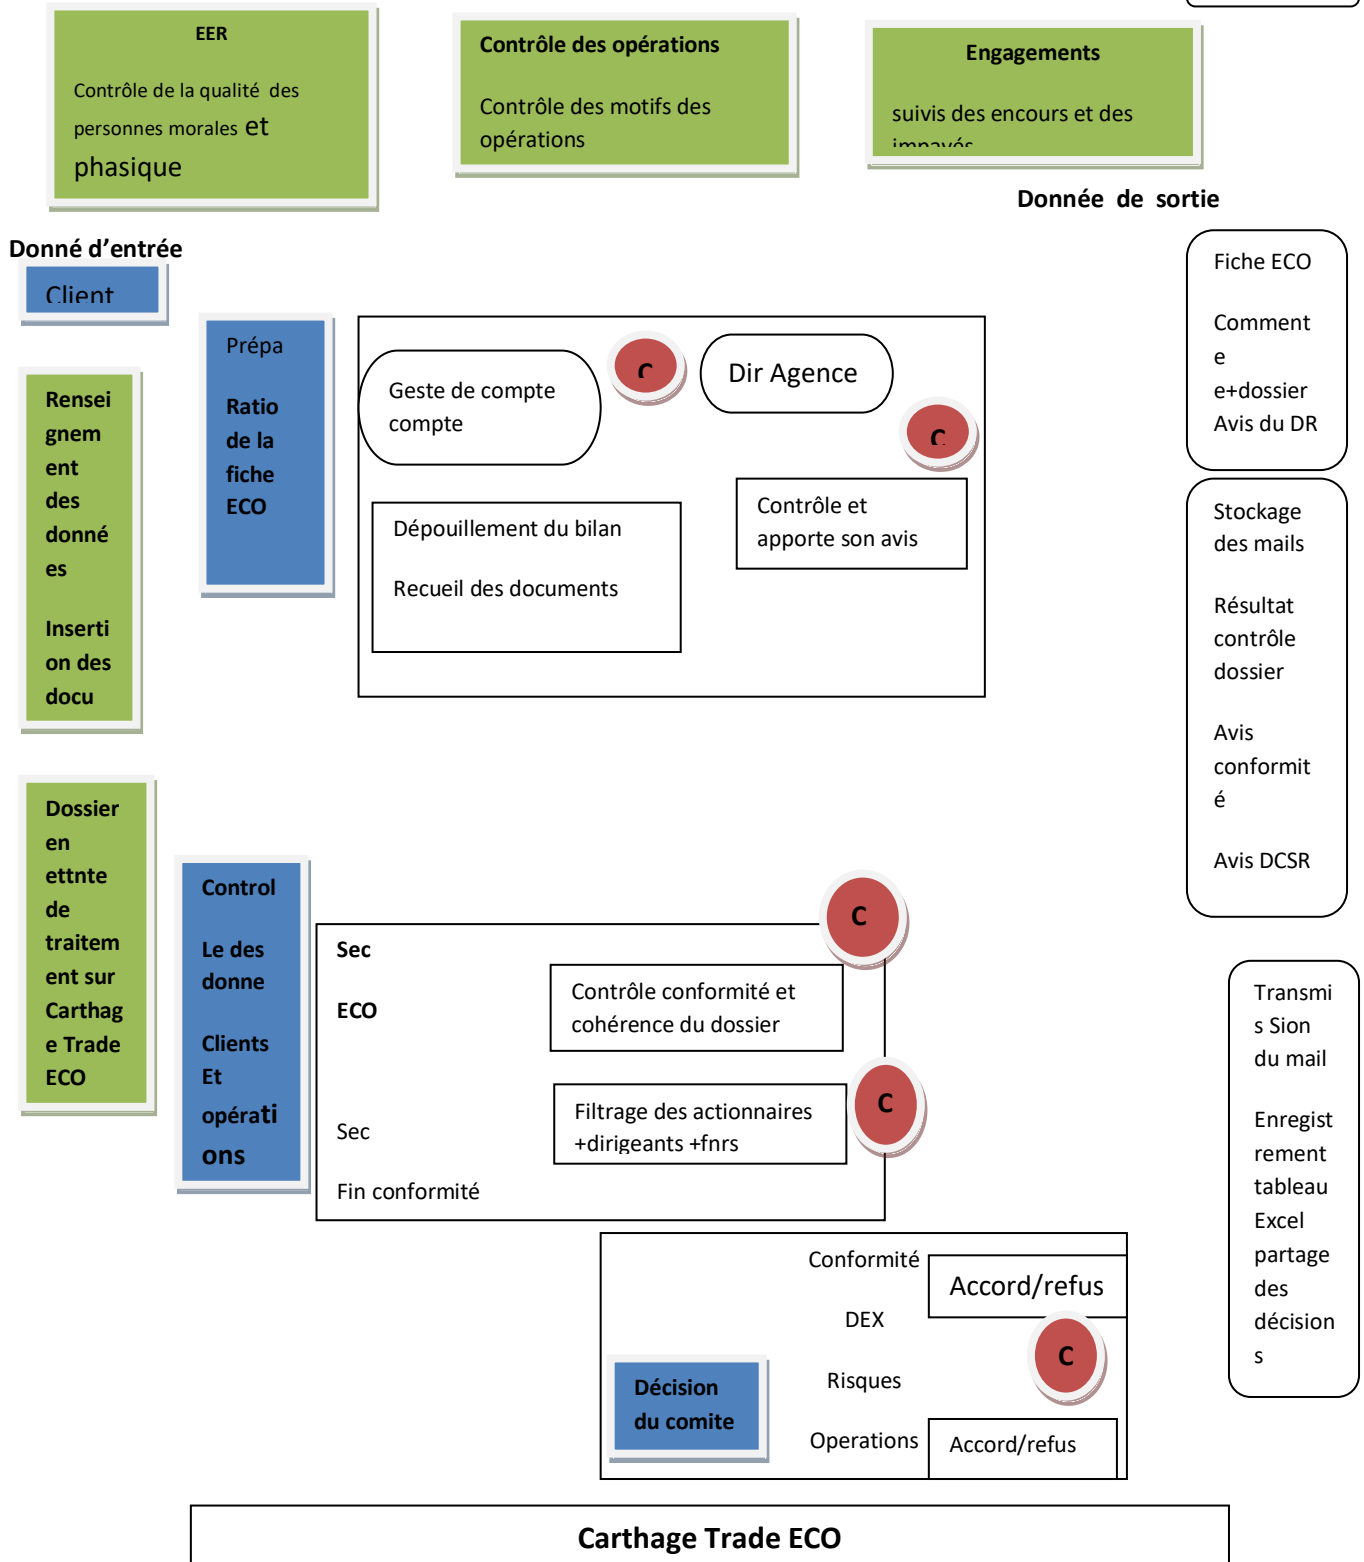 EER
Contrôle de la qualité des
personnes morales et
phasique
Contrôle des opérations
Contrôle des motifs des
opérations
Engagements
suivis des encours et des
impayés
Donnée de sortie
Donné d'entrée
Client
Rensei
gnem
ent
des
donné
es
Inserti
on des
docu
Prépa
Ratio
de la
fiche
ECO
Geste de compte
compte
C
Dir Agence
C
Dépouillement du bilan
Recueil des documents
Contrôle et
apporte son avis
Fiche ECO
Comment
e
e+dossier
Avis du DR
Stockage
des mails
Résultat
contrôle
dossier
Avis
conformit
é
Avis DCSR
Dossier
en
ettnte
de
traitem
ent sur
Carthag
e Trade
ECO
Control
Le des
donne
Clients
Et
opérati
ons
Sec
ECO
Sec
Fin conformité
C
Contrôle conformité et
cohérence du dossier
C
Filtrage des actionnaires
+dirigeants +fnrs
Transmi
s Sion
du mail
Enregist
rement
tableau
Excel
partage
des
décision
s
Décision
du comite
Conformité
DEX
Risques
Operations
Accord/refus
C
Accord/refus
Carthage Trade ECO